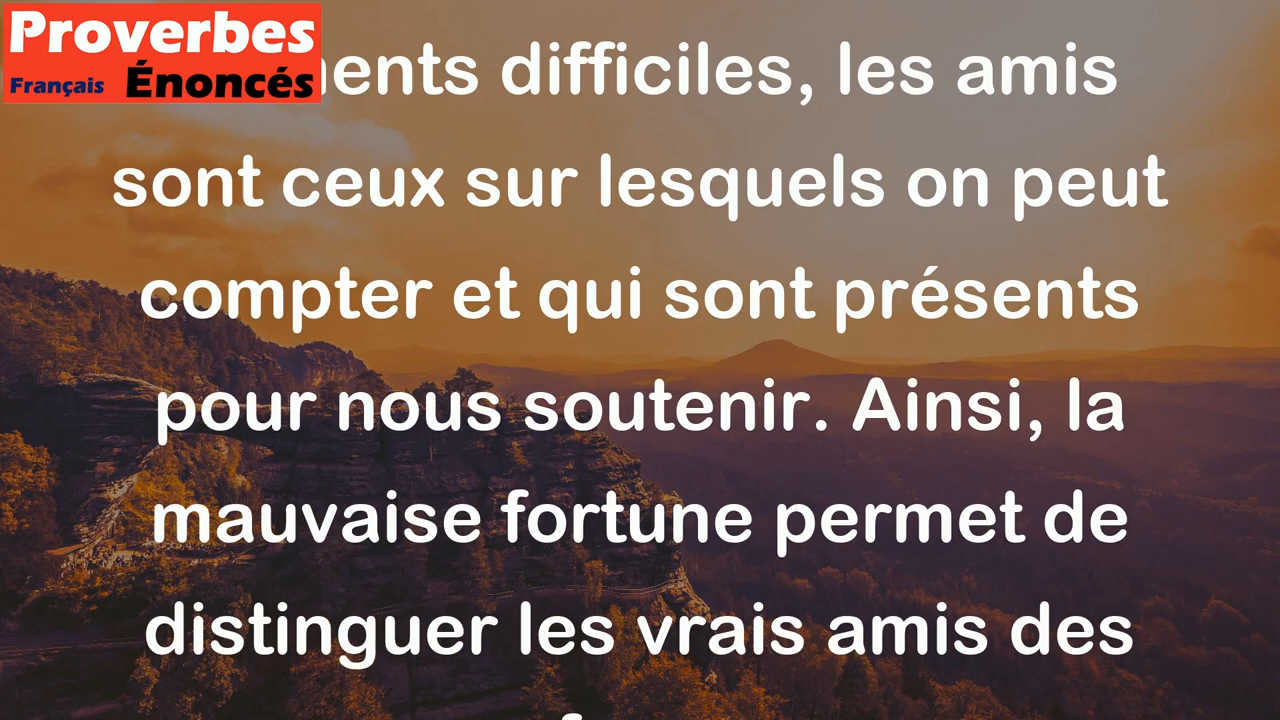 Proverbes
Français Énoncés
ents difficiles, les amis
sont ceux sur lesquels on peut
compter et qui sont présents
pour nous soutenir. Ainsi, la
mauvaise fortune permet de
distinguer les vrais amis des